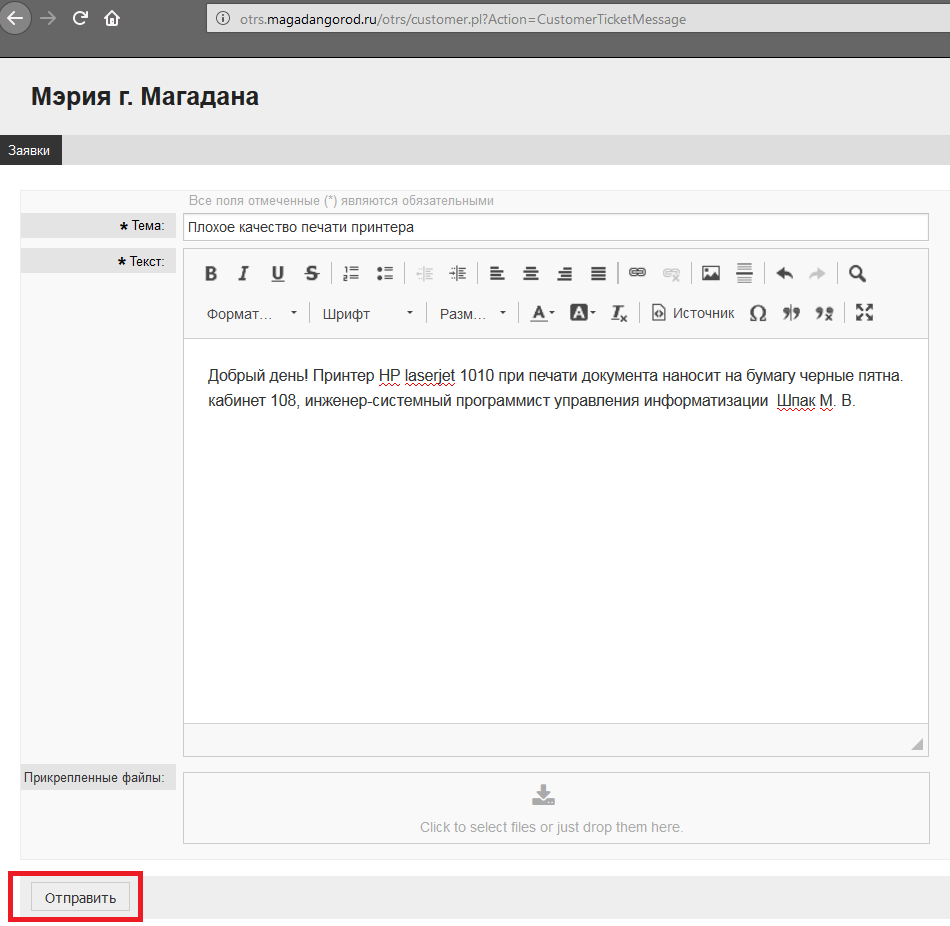 otrs.magadangorod.ru/otrs/customer.pl?Action=CustomerTicketMessage
Мэрия г. Магадана
Заявки
Все поля отмеченные (*) являются обязательными
* Тема:
Плохое качество печати принтера
* Текст:
Формат...
Шрифт
Разм...
Источник
Добрый день! Принтер HP laserjet 1010 при печати документа наносит на бумагу черные пятна.
кабинет 108, инженер-системный программист управления информатизации Шпак М. В.
Прикрепленные файлы:
Click to select files or just drop them here.
Отправить